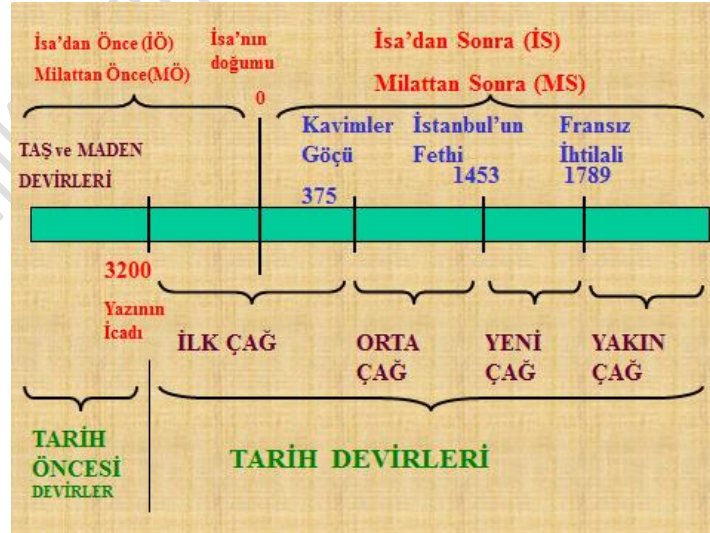 İsa'dan Önce (İÖ)
Milattan Önce(MÖ)
İsa'nın
doğumu
0
İsa'dan Sonra (İS)
Milattan Sonra (MS)
TAŞ ve MADEN
DEVİRLERİ
Kavimler
Göçü
375
İstanbul'un
Fethi
1453
Fransız
İhtilali
1789
3200
Yazının
İcadı
İLK ÇAĞ
ORTA
ÇAĞ
YENİ
ÇAĞ
YAKIN
ÇAĞ
TARİH
ÖNCESİ
DEVİRLER
TARİH DEVİRLERİ